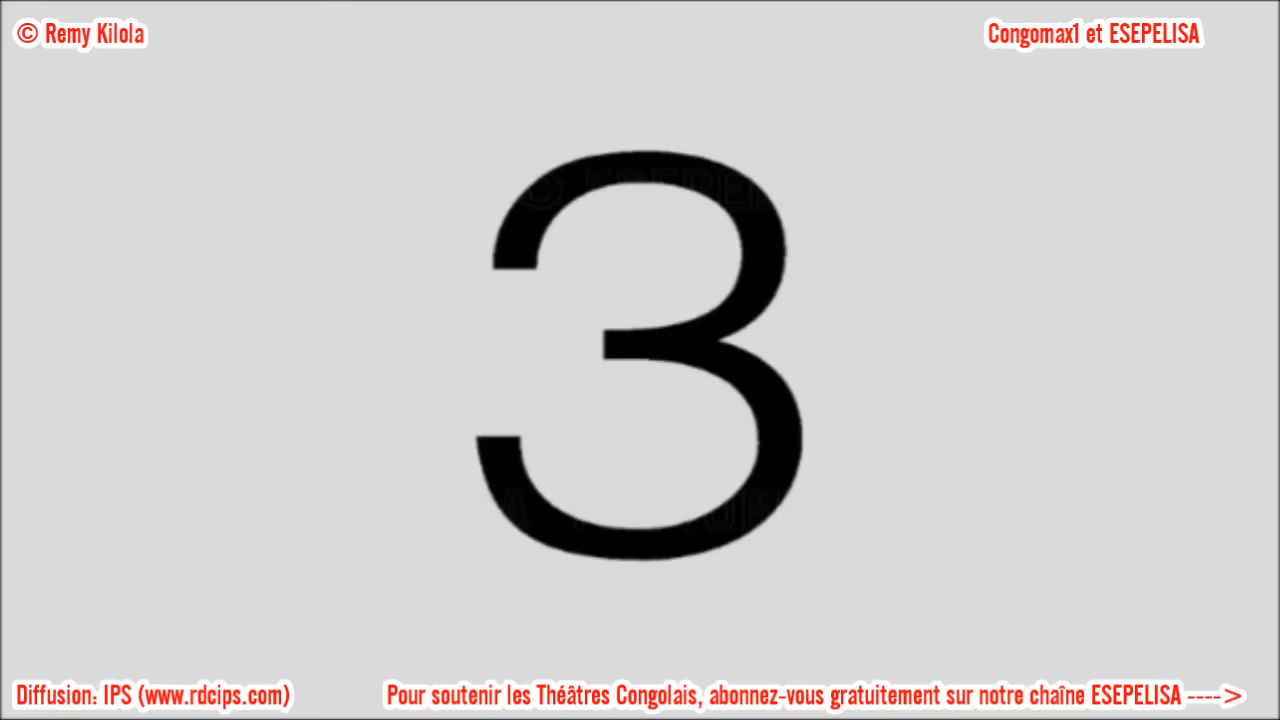 © Remy Kilola
Congomax1 et ESEPELISA
3
Diffusion: IPS (www.rdcips.com)
Pour soutenir les Théâtres Congolais, abonnez-vous gratuitement sur notre chaîne ESEPELISA ---->